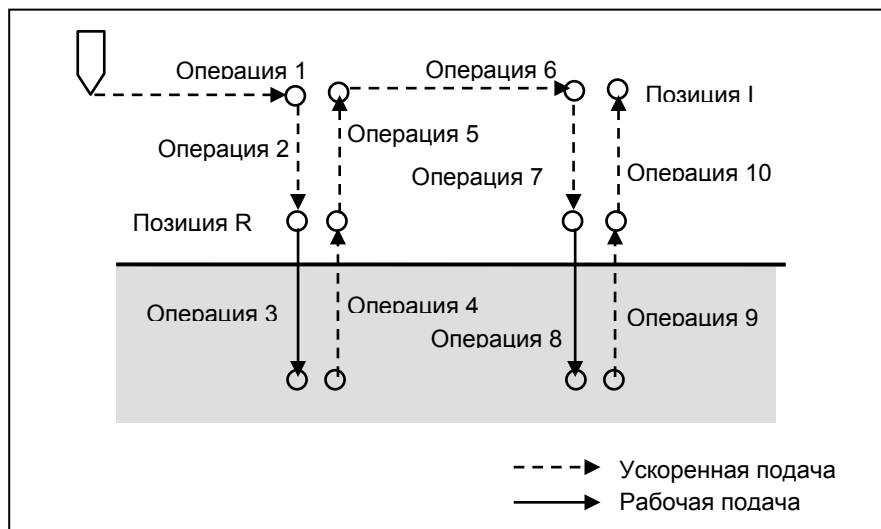 Операция 1
Операция 6
Позиция I
Операция 2
Операция 5
Операция 7
Операция 10
Позиция R
Операция 3
Операция 4
Операция 8
Операция 9
Ускоренная подача
Рабочая подача